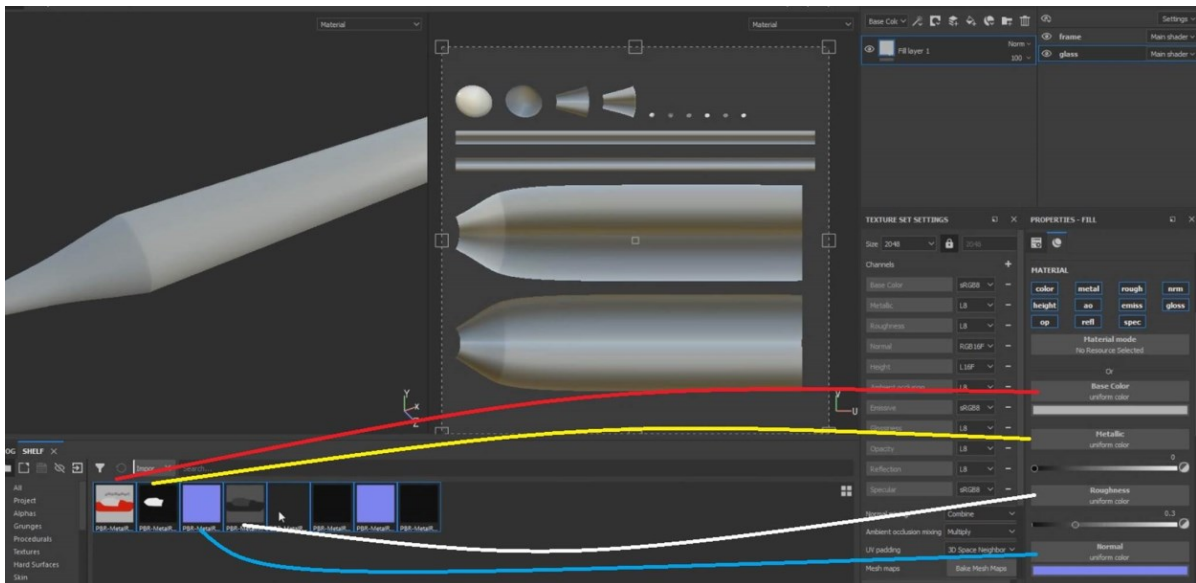 Material
Material
Base Colo
Norm
Fill layer 1
100
Settings
frame
Main shader
glass
Main shader
TEXTURE SET SETTINGS
Size 2048
2048
Channels
Base Color
sRGB8
Metallic
L8
Roughness
L8
Normal
RGB16F
Height
L16F
Ambient occlusion
L8
Emissive
sRGB8
Glossiness
L8
Opacity
L8
Reflection
L8
Specular
sRGB8
Combine
Ambient occlusion mixing
Multiply
UV padding
3D Space Neighbor
Mesh maps
Bake Mesh Maps
PROPERTIES - FILL
MATERIAL
color
metal
rough
nrm
height
ao
emiss
gloss
op
refl
spec
Material mode
No Resource Selected
Or
Base Color
uniform color
Metallic
uniform color
0
Roughness
uniform color
0.3
Normal
uniform color
Y
X
Z
V
U
OG SHELF
Impor...
Search...
All
Project
Alphas
Grunges
Procedurals
Textures
Hard Surfaces
Skin
PBR-MetalR...
PBR-MetalR...
PBR-MetalR...
PBR-MetalR...
PBR-MetalR...
PBR-MetalR...
PBR-MetalR...